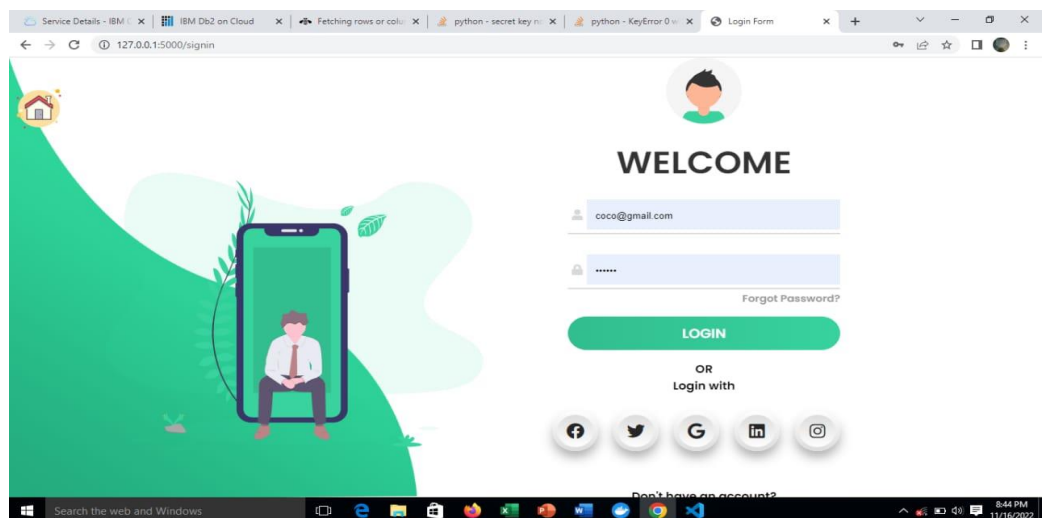 Service Details - IBM C
IBM Db2 on Cloud
Fetching rows or colu
python - secret key n
python - KeyError 0 w
Login Form
127.0.0.1:5000/signin
WELCOME
coco@gmail.com
••••••
Forgot Password?
LOGIN
OR
Login with
Don't have an account?
Search the web and Windows
8:44 PM
11/16/2022